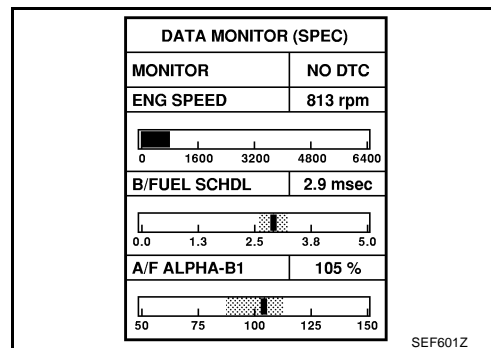 DATA MONITOR (SPEC)
MONITOR NO DTC
ENG SPEED 813 rpm
0 1600 3200 4800 6400
B/FUEL SCHDL 2.9 msec
0.0 1.3 2.5 3.8 5.0
A/F ALPHA-B1 105 %
50 75 100 125 150
SEF601Z